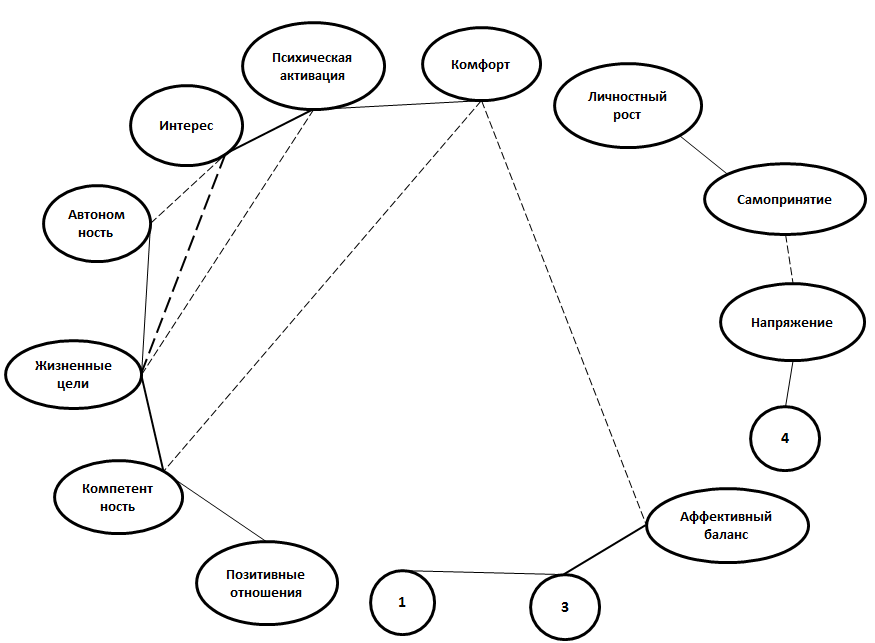 Психическая
активация
Комфорт
Личностный
рост
Интерес
Самопринятие
Автоном
ность
Напряжение
Жизненные
цели
4
Компетент
ность
Аффективный
баланс
Позитивные
отношения
1
3